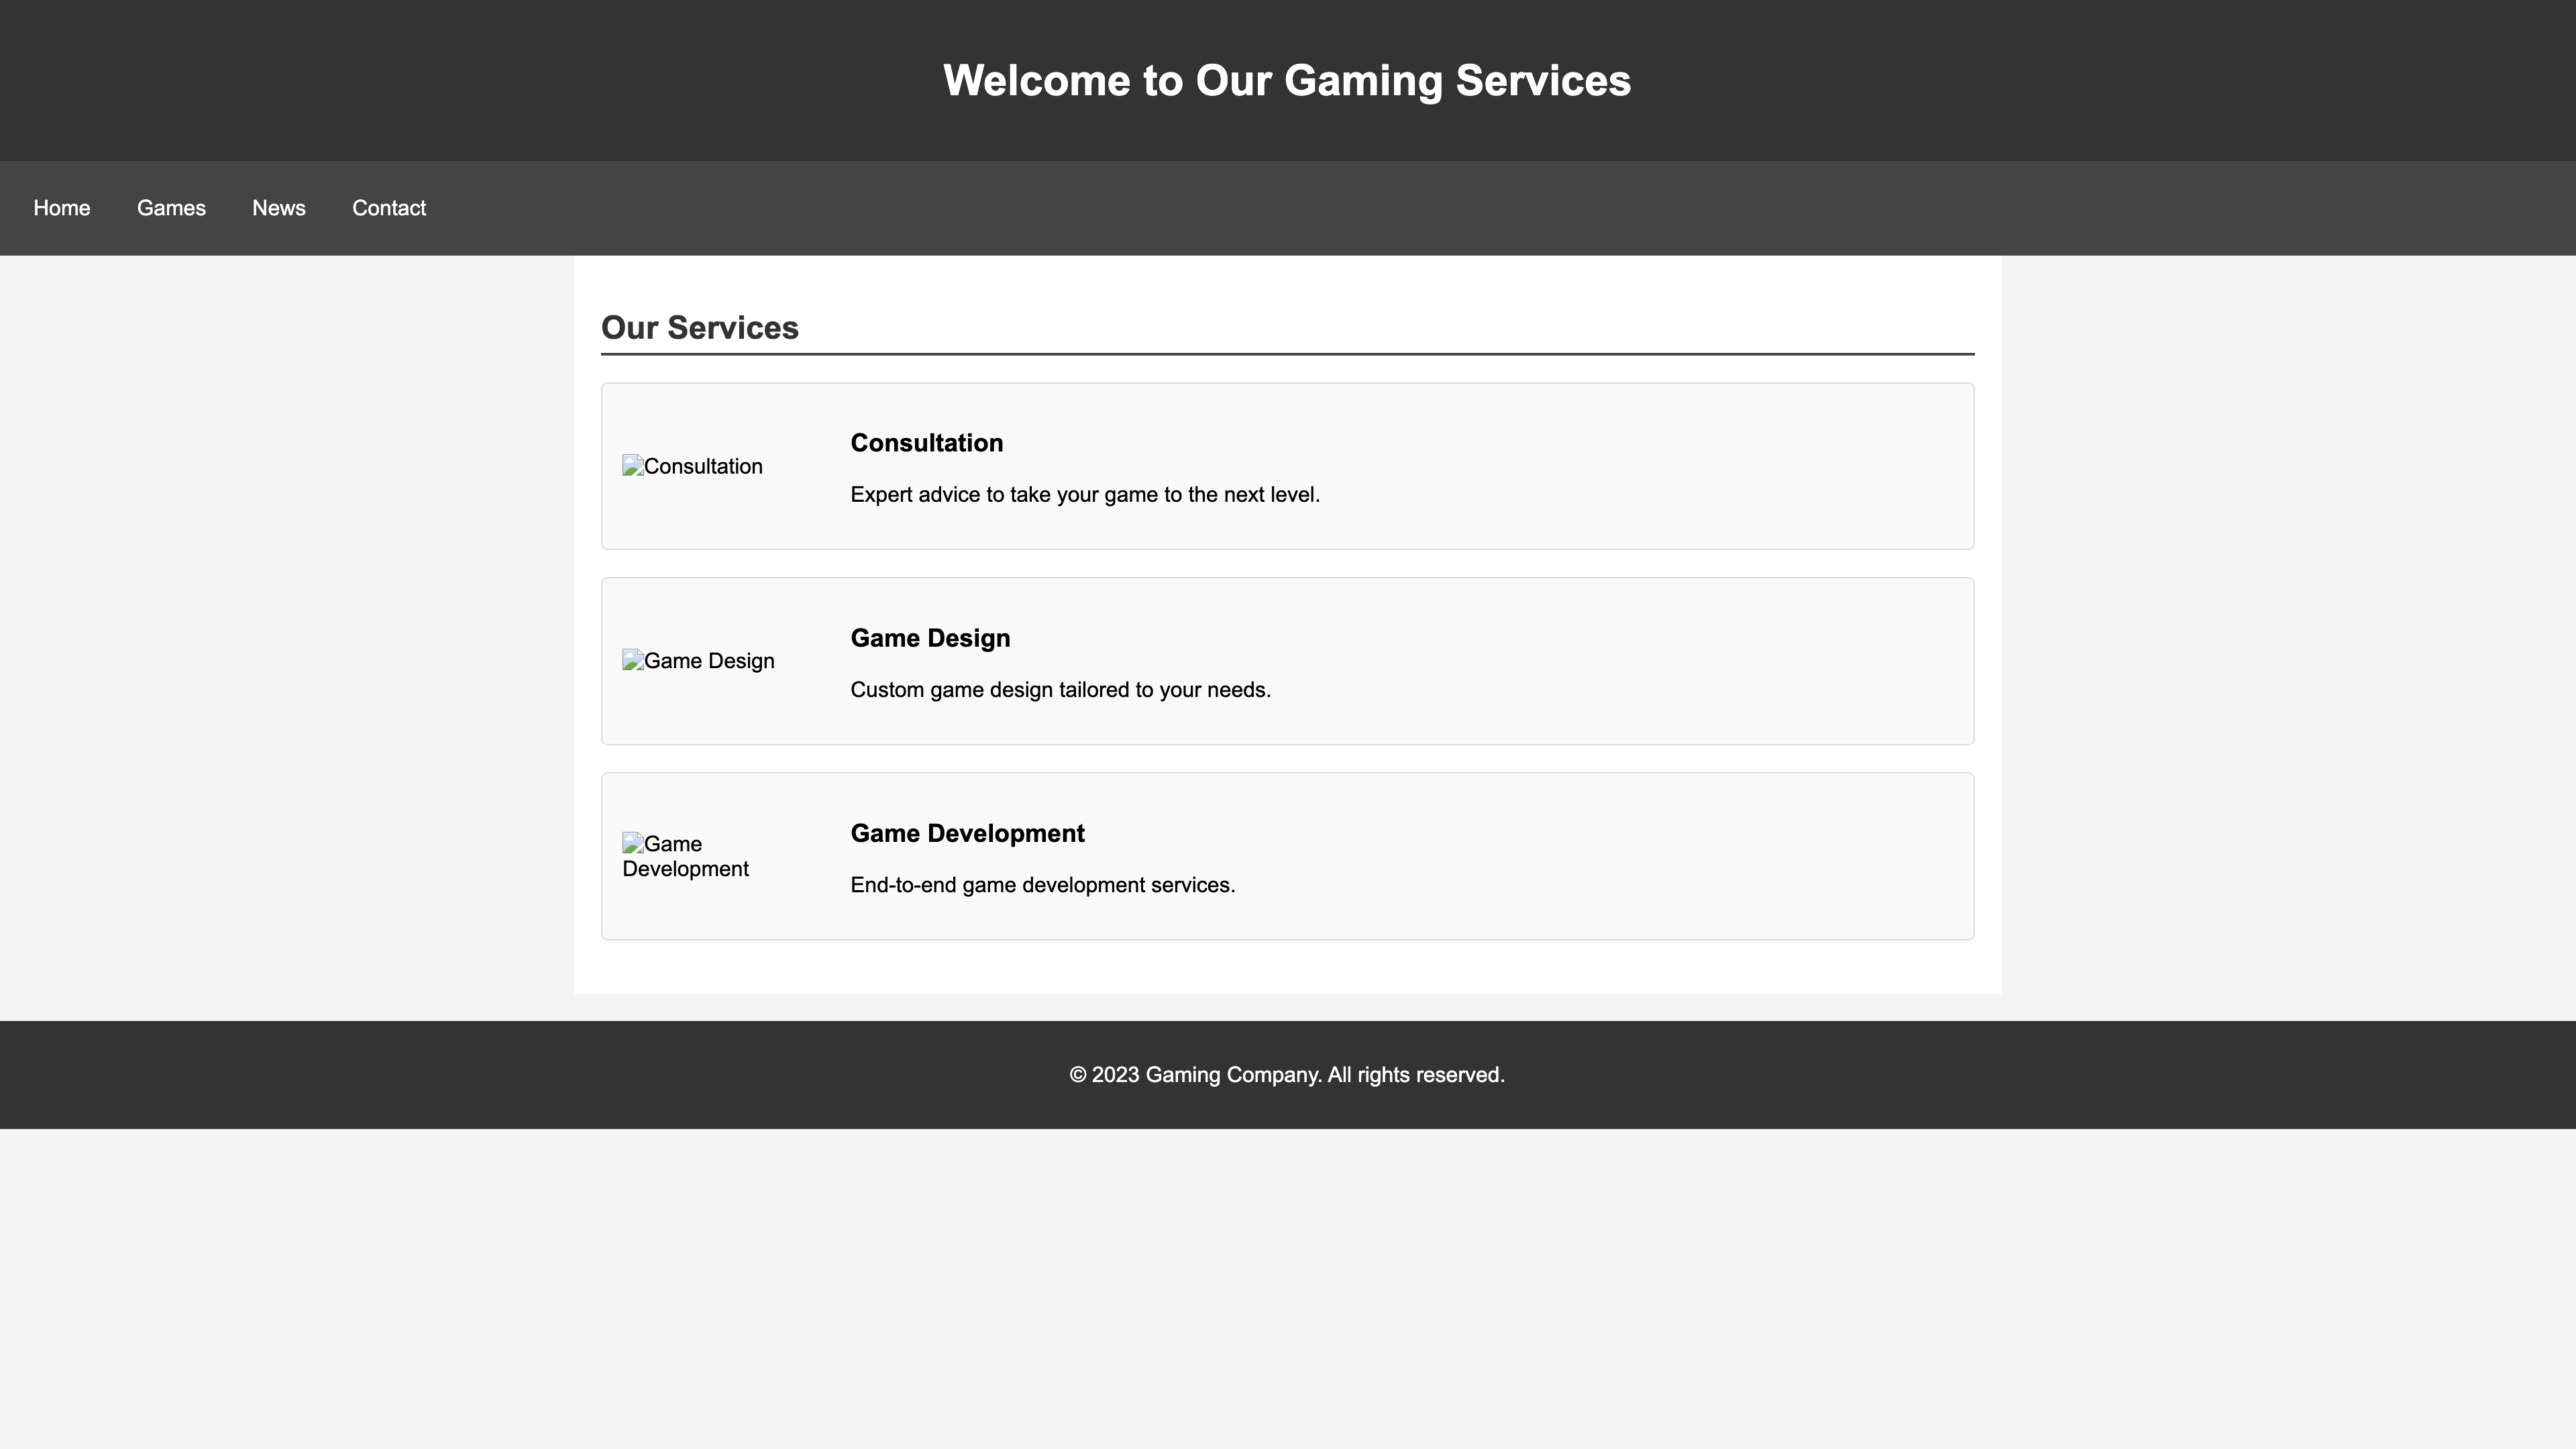 Welcome to Our Gaming Services
Home Games News Contact
Our Services
Consultation
Consultation
Expert advice to take your game to the next level.
Game Design
Game Design
Custom game design tailored to your needs.
Game
Development
Game Development
End-to-end game development services.
© 2023 Gaming Company. All rights reserved.